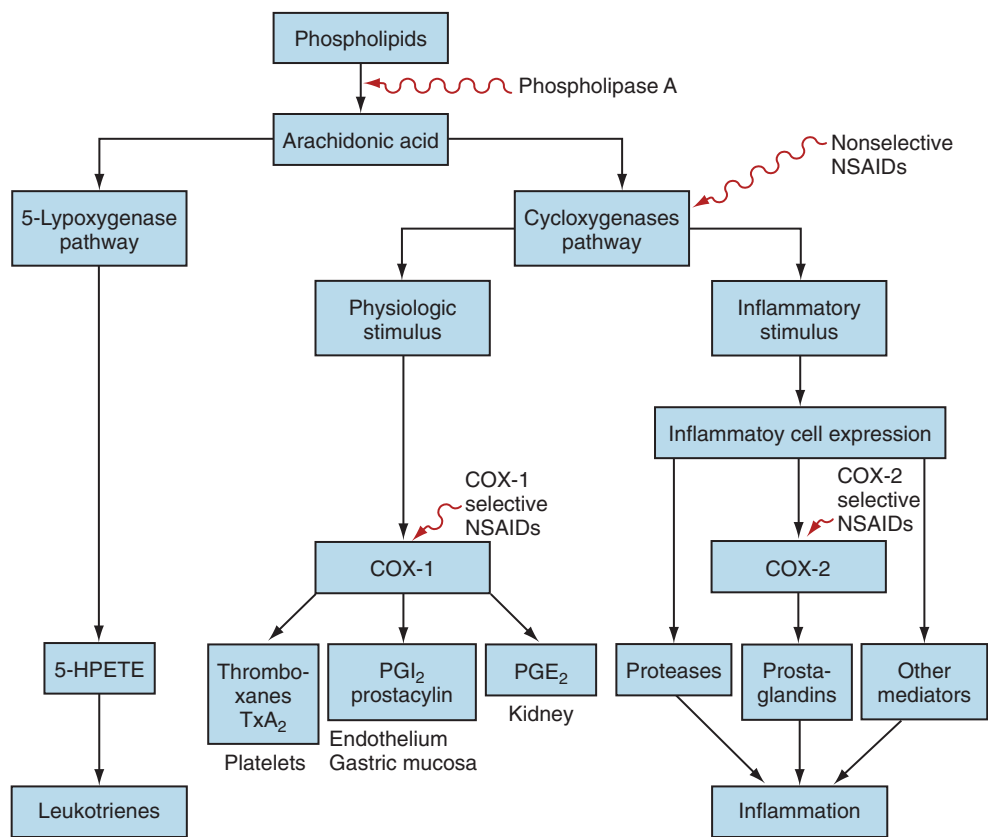 Phospholipids
Phospholipase A
Arachidonic acid
Nonselective
NSAIDs
5-Lypoxygenase
pathway
Cycloxygenases
pathway
Physiologic
stimulus
Inflammatory
stimulus
Inflammatoy cell expression
COX-1
selective
NSAIDs
COX-2
selective
NSAIDs
COX-1
COX-2
5-HPETE
Thrombo-
xanes
TxA₂
Platelets
PGI₂
prostacylin
Endothelium
Gastric mucosa
PGE₂
Kidney
Proteases
Prosta-
glandins
Other
mediators
Leukotrienes
Inflammation